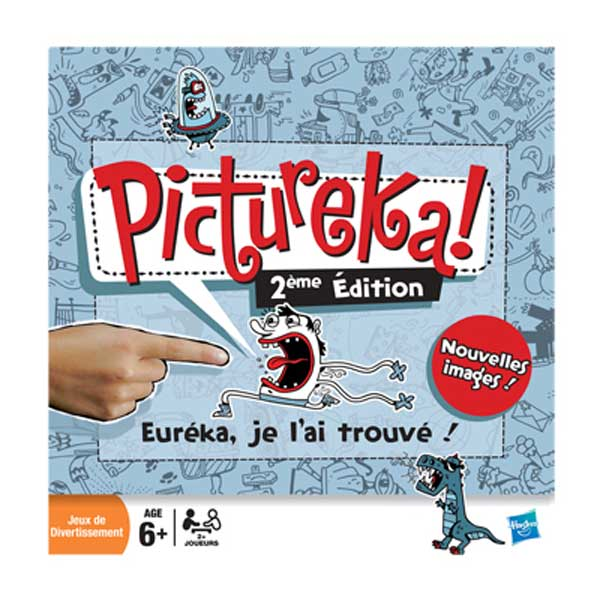 Pictureka!
2ème Édition
Nouvelles
images !
Euréka, je l'ai trouvé !
Jeux de
Divertissement
AGE
6+
2+
JOUEURS
Hasbro